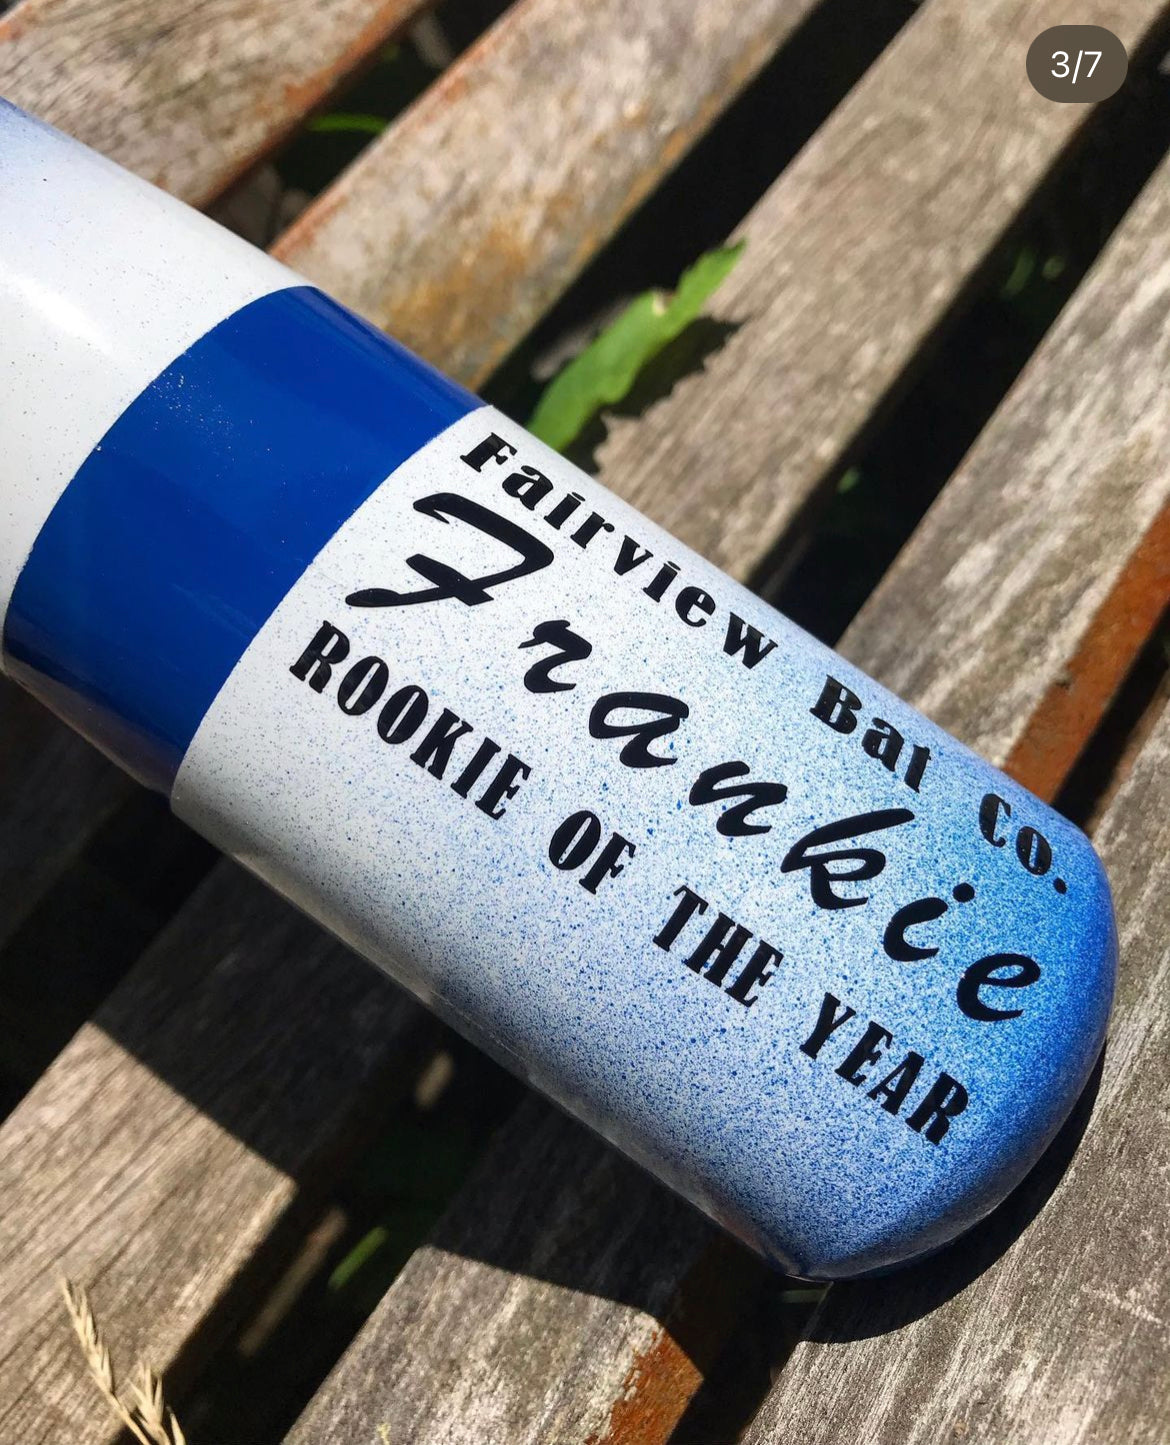 3/7
Fairview Bat Co.
Frankie
ROOKIE OF THE YEAR